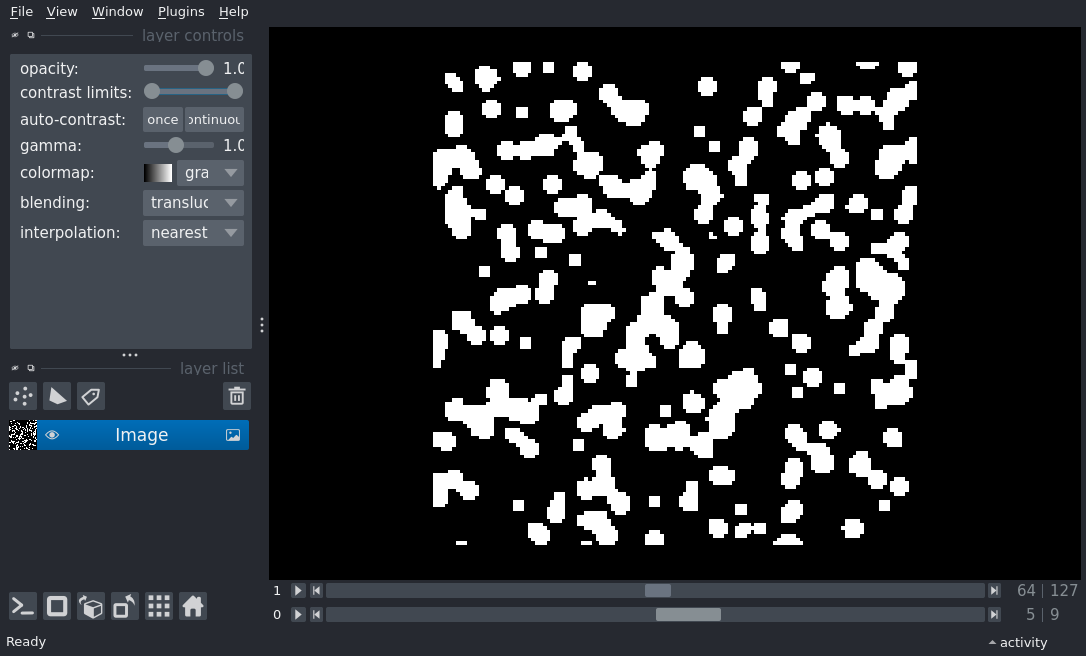 File View Window Plugins Help
layer controls
opacity: 1.0
contrast limits:
auto-contrast: once ontinuou
gamma: 1.0
colormap: gra
blending: transluc
interpolation: nearest
layer list
Image
1 64 127
0 5 9
Ready activity